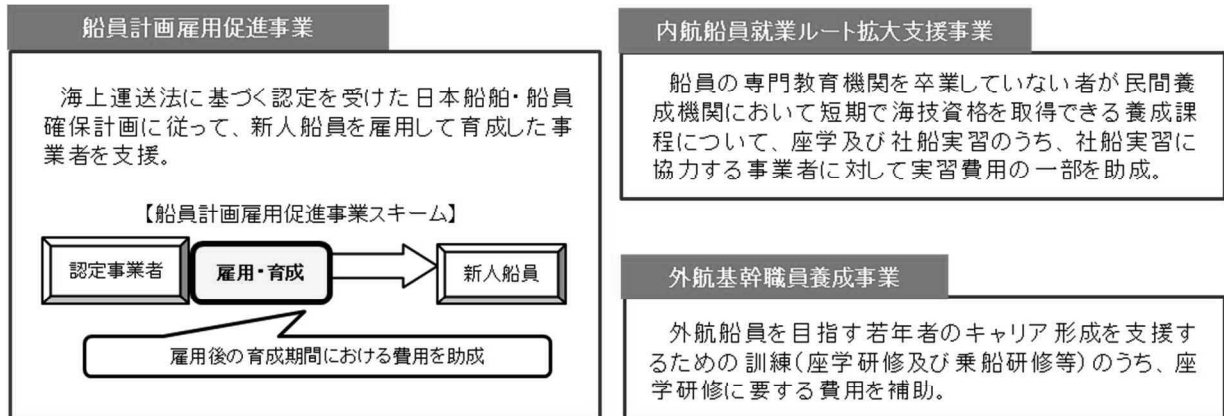 船員計画雇用促進事業
海上運送法に基づく認定を受けた日本船舶・船員
確保計画に従って、新人船員を雇用して育成した事
業者を支援。
【船員計画雇用促進事業スキーム】
認定事業者
雇用・育成
新人船員
雇用後の育成期間における費用を助成
内航船員就業ルート拡大支援事業
船員の専門教育機関を卒業していない者が民間養
成機関において短期で海技資格を取得できる養成課
程について、座学及び社船実習のうち、社船実習に
協力する事業者に対して実習費用の一部を助成。
外航基幹職員養成事業
外航船員を目指す若年者のキャリア形成を支援す
るための訓練(座学研修及び乗船研修等)のうち、座
学研修に要する費用を補助。